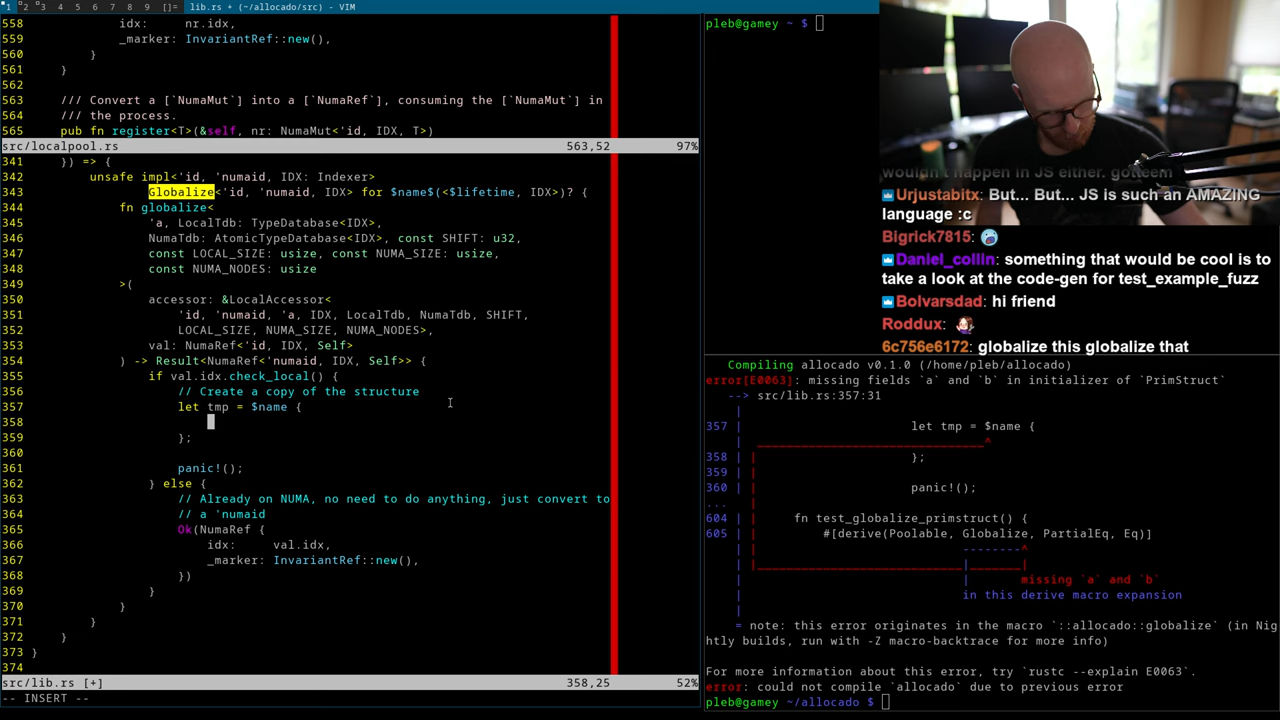 1 2 3 4 5 6 7 8 9 []= lib.rs + (~/allocado/src) - VIM
558 idx: nr.idx,
559 _marker: InvariantRef::new(),
560 }
561 }
562
563 /// Convert a [`NumaMut`] into a [`NumaRef`], consuming the [`NumaMut`] in
564 /// the process.
565 pub fn register<T>(&self, nr: NumaMut<'id, IDX, T>)
src/localpool.rs 563,52 97%
341 }) => {
342 unsafe impl<'id, 'numaid, IDX: Indexer>
343 Globalize<'id, 'numaid, IDX> for $name$(<$lifetime, IDX>)? {
344 fn globalize<
345 'a, LocalTdb: TypeDatabase<IDX>,
346 NumaTdb: AtomicTypeDatabase<IDX>, const SHIFT: u32,
347 const LOCAL_SIZE: usize, const NUMA_SIZE: usize,
348 const NUMA_NODES: usize
349 >(
350 accessor: &LocalAccessor<
351 'id, 'numaid, 'a, IDX, LocalTdb, NumaTdb, SHIFT,
352 LOCAL_SIZE, NUMA_SIZE, NUMA_NODES>,
353 val: NumaRef<'id, IDX, Self>
354 ) -> Result<NumaRef<'numaid, IDX, Self>> {
355 if val.idx.check_local() {
356 // Create a copy of the structure
357 let tmp = $name {
358
359 };
360
361 panic!();
362 } else {
363 // Already on NUMA, no need to do anything, just convert to
364 // a 'numaid
365 Ok(NumaRef {
366 idx: val.idx,
367 _marker: InvariantRef::new(),
368 })
369 }
370 }
371 }
372 }
373 }
374
src/lib.rs [+] 358,25 52%
-- INSERT --
pleb@gamey ~ $
wouldn't happen in JS either. gotteem
Urjustabitx: But... But... JS is such an AMAZING
language :c
Bigrick7815:
Daniel_collin: something that would be cool is to
take a look at the code-gen for test_example_fuzz
Bolvarsdad: hi friend
Roddux:
6c756e6172: globalize this globalize that
Compiling allocado v0.1.0 (/home/pleb/allocado)
error[E0063]: missing fields `a` and `b` in initializer of `PrimStruct`
--> src/lib.rs:357:31
|
357 | let tmp = $name {
| _______________________________^
358 | | };
359 | |
360 | | panic!();
... |
604 | | fn test_globalize_primstruct() {
605 | | #[derive(Poolable, Globalize, PartialEq, Eq)]
| | --------^
| |_____________________________|_______|
| | missing `a` and `b`
| in this derive macro expansion
|
= note: this error originates in the macro `::allocado::globalize` (in Nig
htly builds, run with -Z macro-backtrace for more info)
For more information about this error, try `rustc --explain E0063`.
error: could not compile `allocado` due to previous error
pleb@gamey ~/allocado $